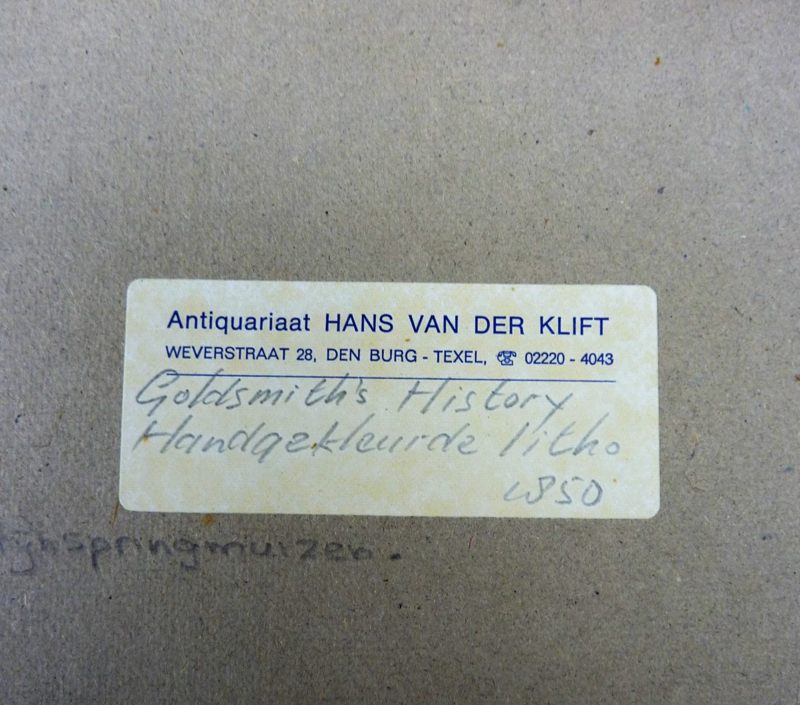 Antiquariaat HANS VAN DER KLIFT
WEVERSTRAAT 28, DEN BURG - TEXEL, ☎ 02220 - 4043
Goldsmith's History
Handgekleurde litho
1850